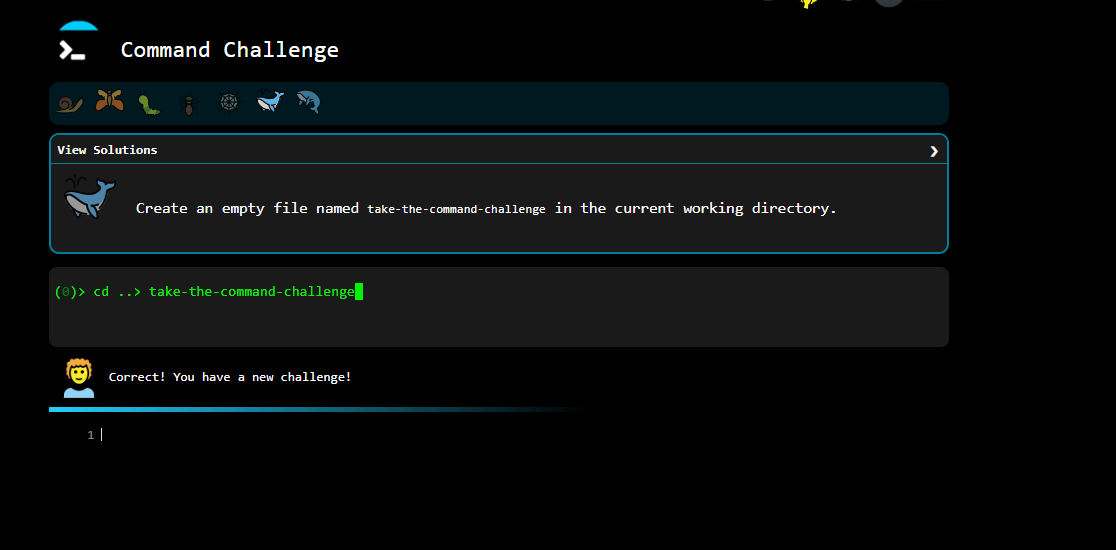 Command Challenge
View Solutions
Create an empty file named take-the-command-challenge in the current working directory.
(0)> cd ..> take-the-command-challenge
Correct! You have a new challenge!
1